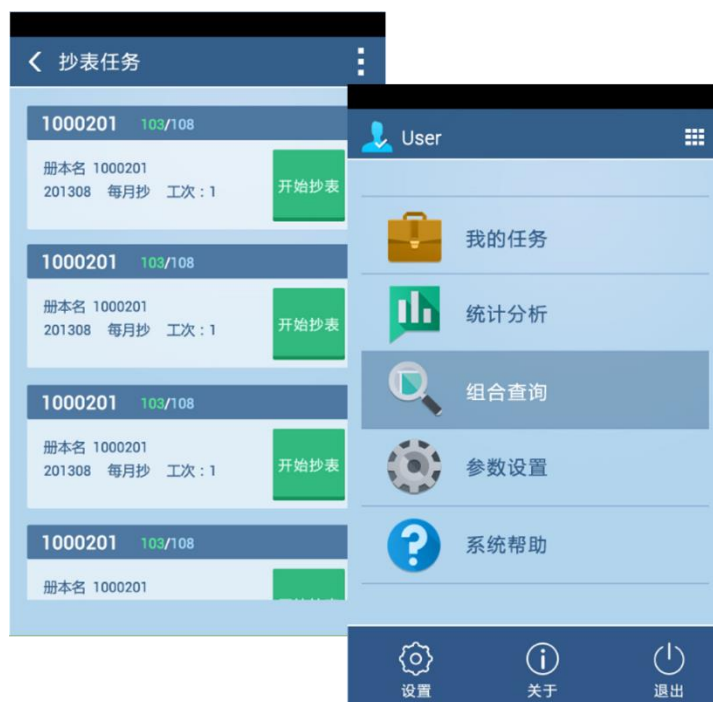 抄表任务
1000201 103/108
册本名 1000201
201308 每月抄 工次：1
开始抄表
1000201 103/108
册本名 1000201
201308 每月抄 工次：1
开始抄表
1000201 103/108
册本名 1000201
201308 每月抄 工次：1
开始抄表
1000201 103/108
册本名 1000201
User
我的任务
统计分析
组合查询
参数设置
系统帮助
设置
关于
退出